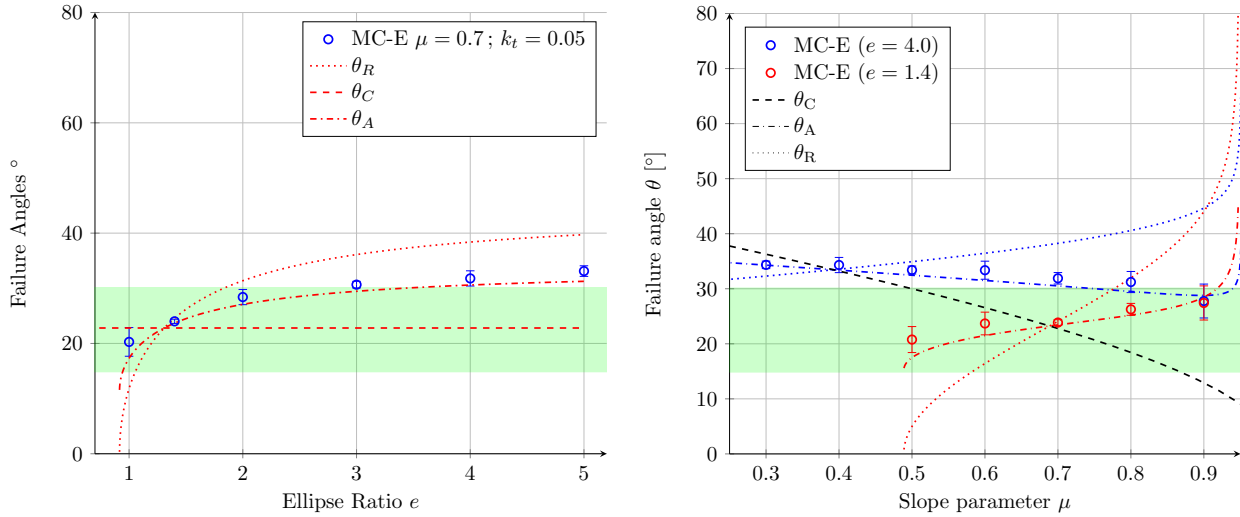 80
60
40
20
0
1
2
3
4
5
Failure Angles °
Ellipse Ratio e
MC-E μ = 0.7 ; k_t = 0.05
θ_R
θ_C
θ_A
80
70
60
50
40
30
20
10
0
0.3
0.4
0.5
0.6
0.7
0.8
0.9
Failure angle θ [°]
Slope parameter μ
MC-E (e = 4.0)
MC-E (e = 1.4)
θ_C
θ_A
θ_R